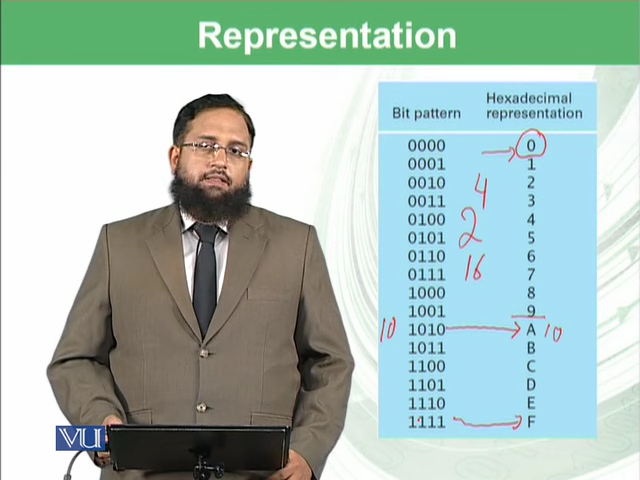 Representation
Bit pattern Hexadecimal representation
0000 0
0001 1
0010 2
0011 3
0100 4
0101 5
0110 6
0111 7
1000 8
1001 9
1010 A
1011 B
1100 C
1101 D
1110 E
1111 F
4
2
16
10
10
VU